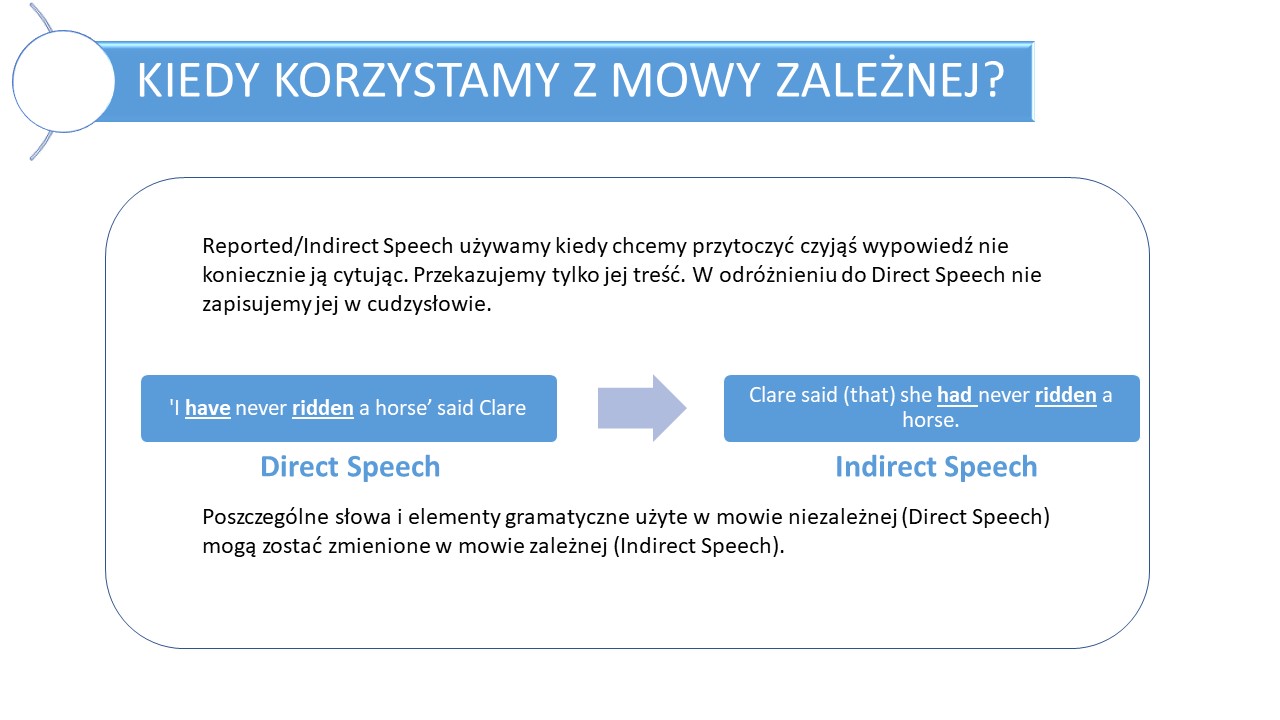 KIEDY KORZYSTAMY Z MOWY ZALEŻNEJ?
Reported/Indirect Speech używamy kiedy chcemy przytoczyć czyjąś wypowiedź nie
koniecznie ją cytując. Przekazujemy tylko jej treść. W odróżnieniu do Direct Speech nie
zapisujemy jej w cudzysłowie.
'I have never ridden a horse’ said Clare
Clare said (that) she had never ridden a
horse.
Direct Speech
Indirect Speech
Poszczególne słowa i elementy gramatyczne użyte w mowie niezależnej (Direct Speech)
mogą zostać zmienione w mowie zależnej (Indirect Speech).